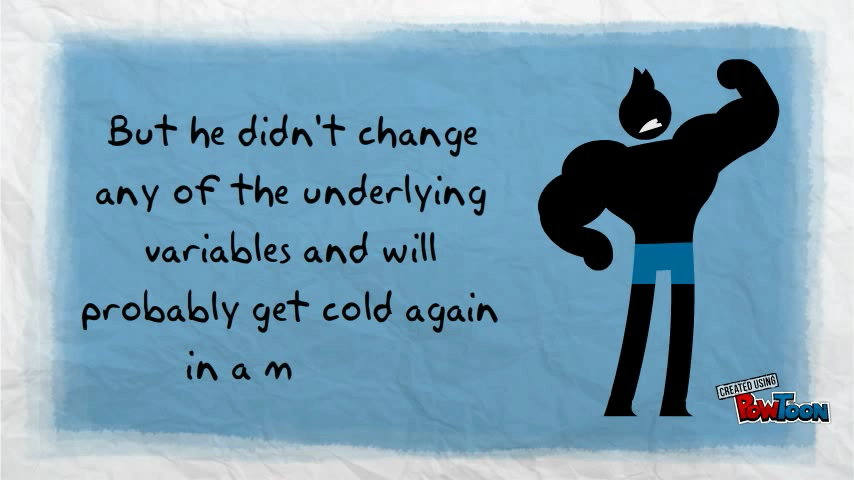 But he didn't change
any of the underlying
variables and will
probably get cold again
in a m
CREATED USING
POWTOON